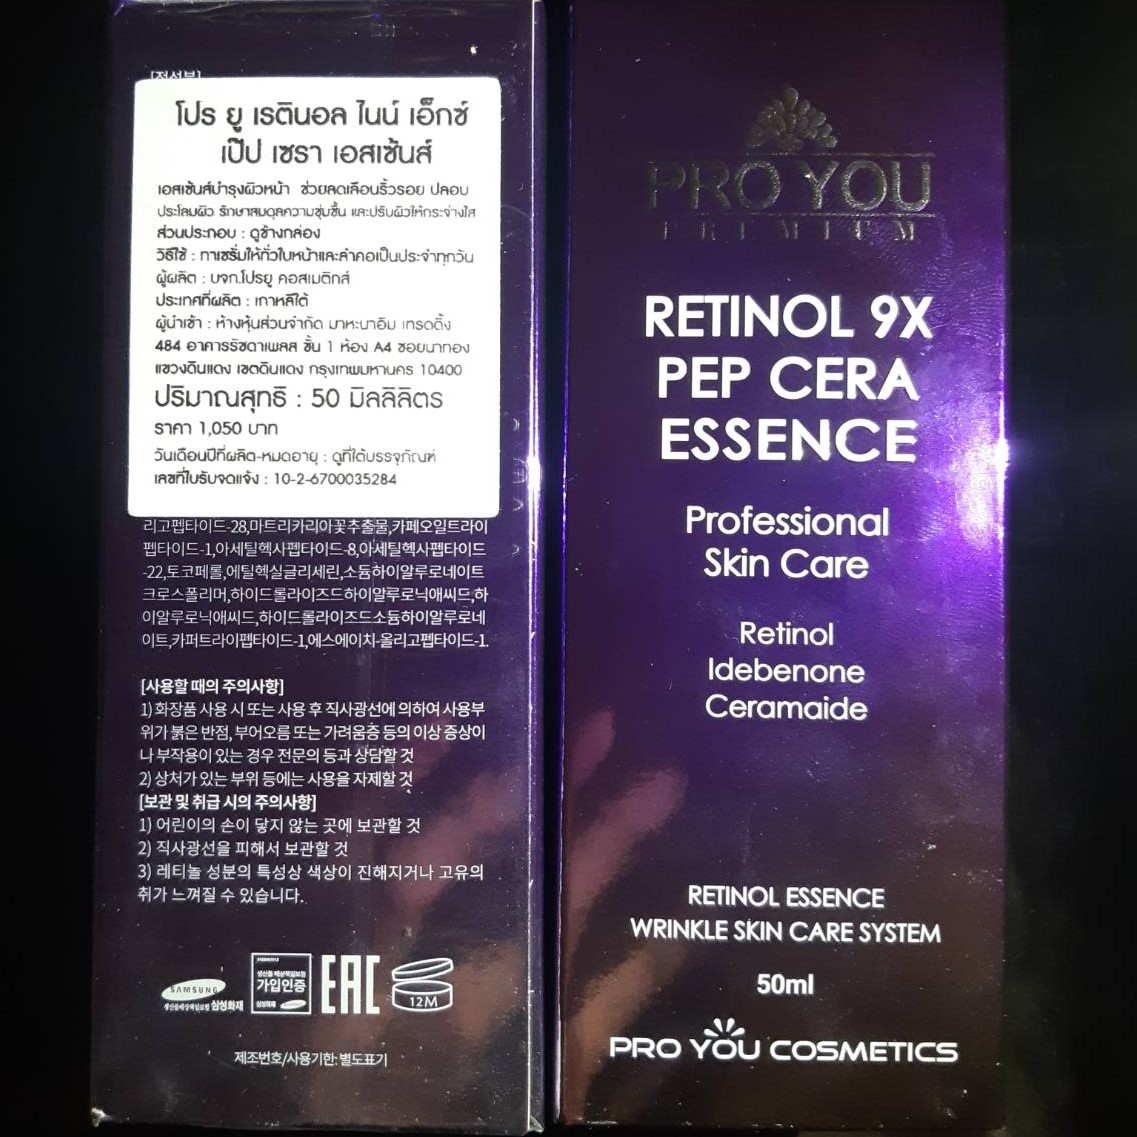 [전성분]
โปร ยู เรตินอล ไนน์ เอ็กซ์
เป๊ป เซรา เอสเซ้นส์
เอสเซ้นส์บำรุงผิวหน้า ช่วยลดเลือนริ้วรอย ปลอบ
ประโลมผิว รักษาสมดุลความชุ่มชื้น และปรับผิวให้กระจ่างใส
ส่วนประกอบ : ดูข้างกล่อง
วิธีใช้ : ทาเซรั่มให้ทั่วใบหน้าและลำคอเป็นประจำทุกวัน
ผู้ผลิต : บจก.โปรยู คอสเมติกส์
ประเทศที่ผลิต : เกาหลีใต้
ผู้นำเข้า : ห้างหุ้นส่วนจำกัด มาหะนาอิม เทรดดิ้ง
484 อาคารรัชดาเพลส ชั้น 1 ห้อง A4 ซอยนาทอง
แขวงดินแดง เขตดินแดง กรุงเทพมหานคร 10400
ปริมาณสุทธิ : 50 มิลลิลิตร
ราคา 1,050 บาท
วันเดือนปีที่ผลิต-หมดอายุ : ดูที่ใต้บรรจุภัณฑ์
เลขที่ใบรับจดแจ้ง : 10-2-6700035284
리고펩타이드-28,마트리카리아꽃추출물,카페오일트라이
펩타이드-1,아세틸헥사펩타이드-8,아세틸헥사펩타이드
-22,토코페롤,에틸헥실글리세린,소듐하이알루로네이트
크로스폴리머,하이드롤라이즈드하이알루로닉애씨드,하
이알루로닉애씨드,하이드롤라이즈드소듐하이알루로네
이트,카퍼트라이펩타이드-1,에스에이치-올리고펩타이드-1.
[사용할 때의 주의사항]
1) 화장품 사용 시 또는 사용 후 직사광선에 의하여 사용부
위가 붉은 반점, 부어오름 또는 가려움증 등의 이상 증상이
나 부작용이 있는 경우 전문의 등과 상담할 것
2) 상처가 있는 부위 등에는 사용을 자제할 것
[보관 및 취급 시의 주의사항]
1) 어린이의 손이 닿지 않는 곳에 보관할 것
2) 직사광선을 피해서 보관할 것
3) 레티놀 성분의 특성상 색상이 진해지거나 고유의
취가 느껴질 수 있습니다.
SAMSUNG
생산물배상책임보험 삼성화재
생산물 배상책임보험
가입인증
삼성화재 SAMSUNG
EAC
12M
제조번호/사용기한: 별도표기
PRO YOU
PREMIUM
RETINOL 9X
PEP CERA
ESSENCE
Professional
Skin Care
Retinol
Idebenone
Ceramaide
RETINOL ESSENCE
WRINKLE SKIN CARE SYSTEM
50ml
PRO YOU COSMETICS